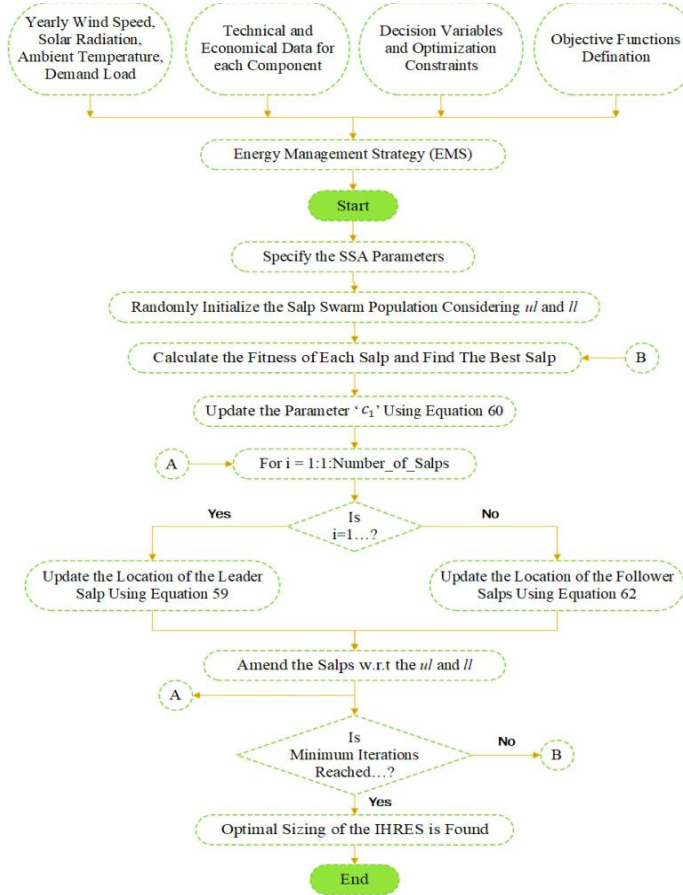 Yearly Wind Speed,
Solar Radiation,
Ambient Temperature,
Demand Load
Technical and
Economical Data for
each Component
Decision Variables
and Optimization
Constraints
Objective Functions
Defination
Energy Management Strategy (EMS)
Start
Specify the SSA Parameters
Randomly Initialize the Salp Swarm Population Considering ul and ll
Calculate the Fitness of Each Salp and Find The Best Salp
B
Update the Parameter ‘c₁’ Using Equation 60
A
For i = 1:1:Number_of_Salps
Is
i=1…?
Yes
No
Update the Location of the Leader
Salp Using Equation 59
Update the Location of the Follower
Salps Using Equation 62
Amend the Salps w.r.t the ul and ll
A
Is
Minimum Iterations
Reached…?
No
B
Yes
Optimal Sizing of the IHRES is Found
End